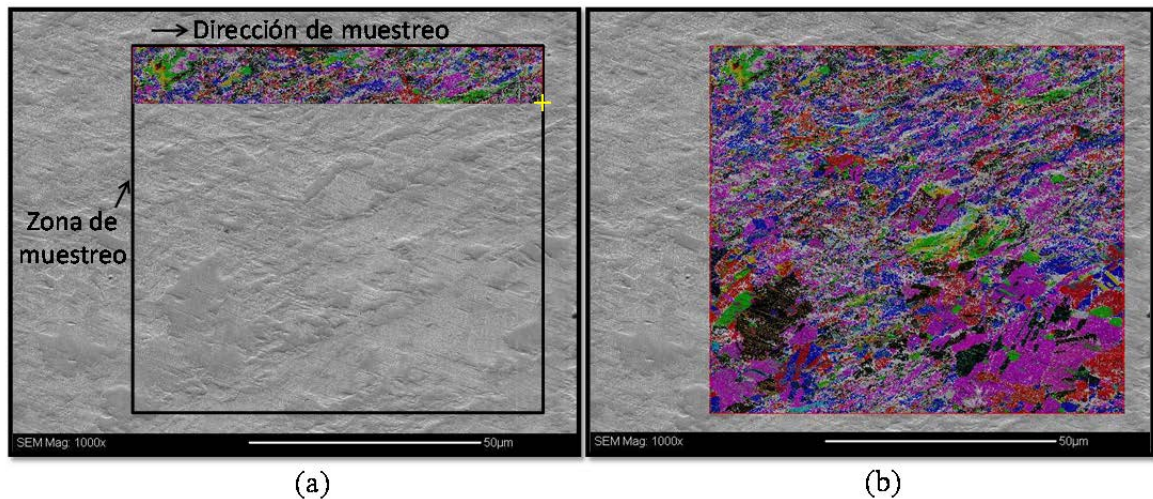 → Dirección de muestreo
Zona de
muestreo
SEM Mag: 1000x
50µm
SEM Mag: 1000x
50µm
(a)
(b)